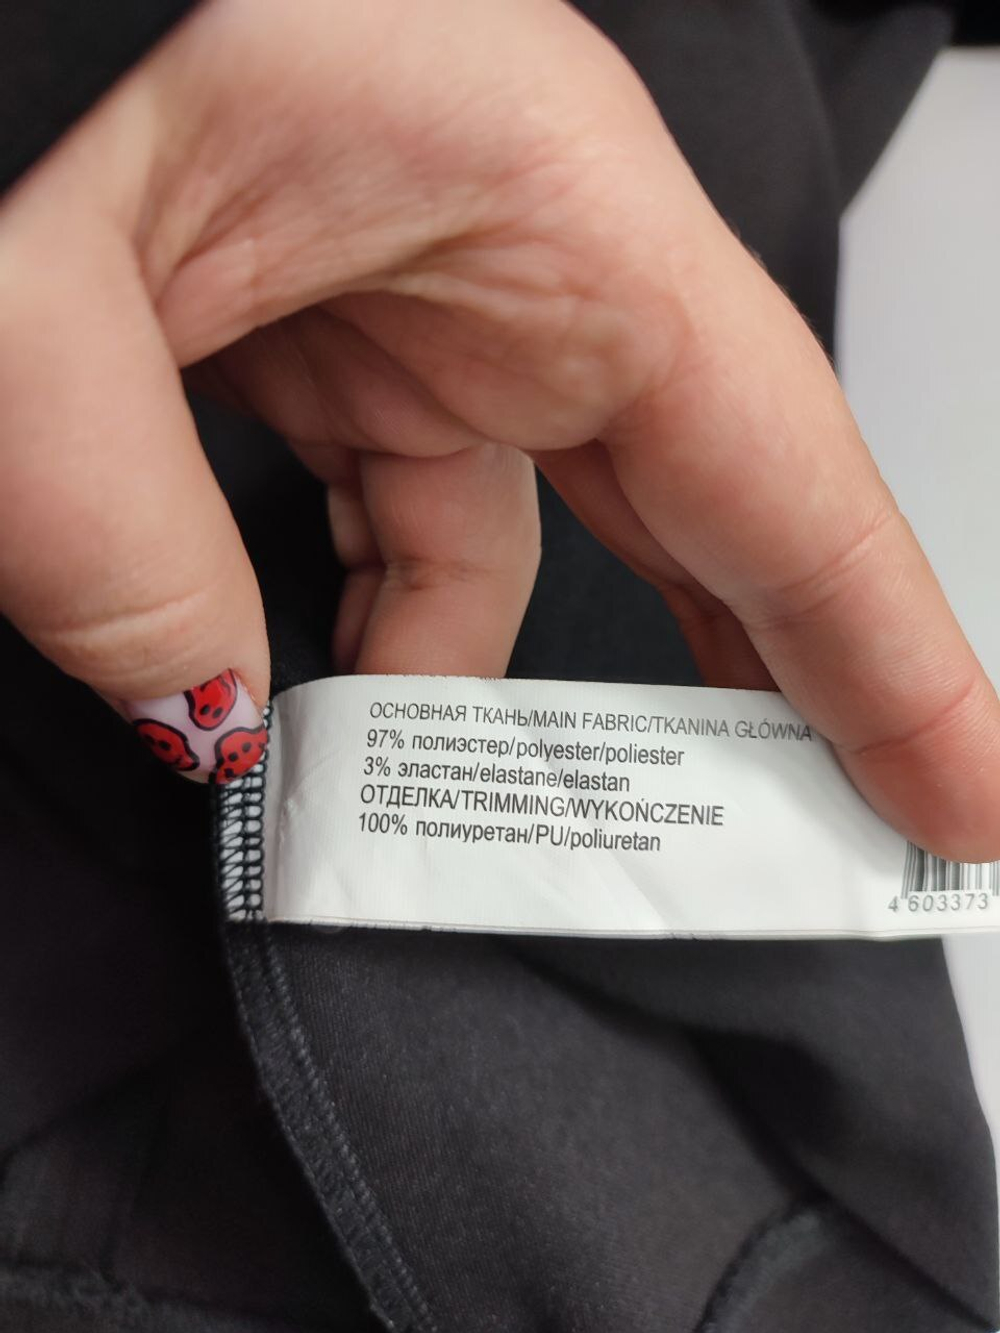 ОСНОВНАЯ ТКАНЬ/MAIN FABRIC/TKANINA GŁÓWNA
97% полиэстер/polyester/poliester
3% эластан/elastane/elastan
ОТДЕЛКА/TRIMMING/WYKOŃCZENIE
100% полиуретан/PU/poliuretan
4 603373